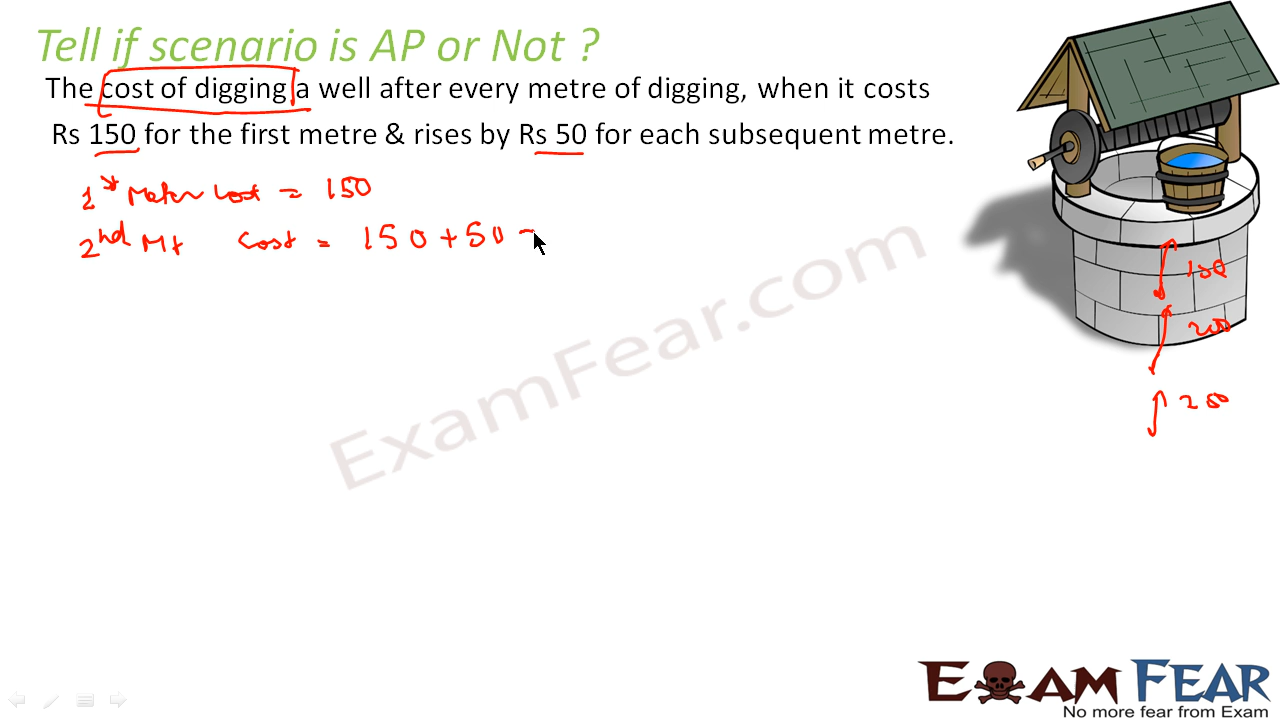 Tell if scenario is AP or Not ?
The cost of digging a well after every metre of digging, when it costs
Rs 150 for the first metre & rises by Rs 50 for each subsequent metre.
1st Meter Cost = 150
2nd Mt Cost = 150 + 50 =
200
ExamFear.com
EXAM FEAR
No more fear from Exam